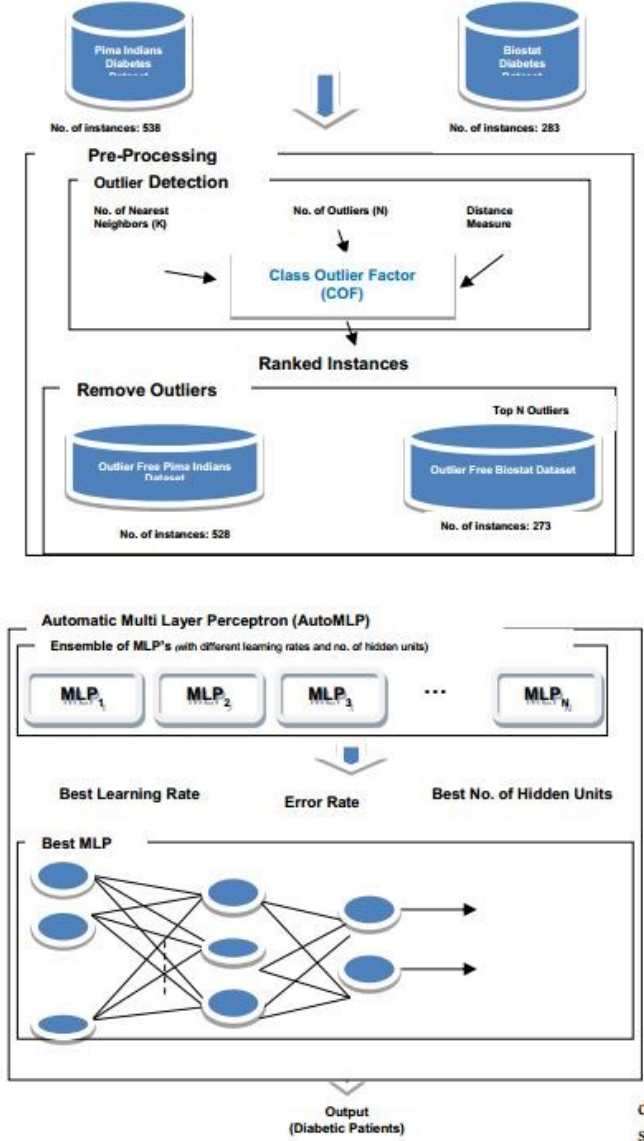 Pima Indians
Diabetes
Dataset
Biostat
Diabetes
Dataset
No. of instances: 538
No. of instances: 283
Pre-Processing
Outlier Detection
No. of Nearest
Neighbors (K)
No. of Outliers (N)
Distance
Measure
Class Outlier Factor
(COF)
Ranked Instances
Remove Outliers
Top N Outliers
Outlier Free Pima Indians
Dataset
Outlier Free Biostat Dataset
No. of instances: 528
No. of instances: 273
Automatic Multi Layer Perceptron (AutoMLP)
Ensemble of MLP's (with different learning rates and no. of hidden units)
MLP1 MLP2 MLP3 ... MLPN
Best Learning Rate
Error Rate
Best No. of Hidden Units
Best MLP
Output
(Diabetic Patients)